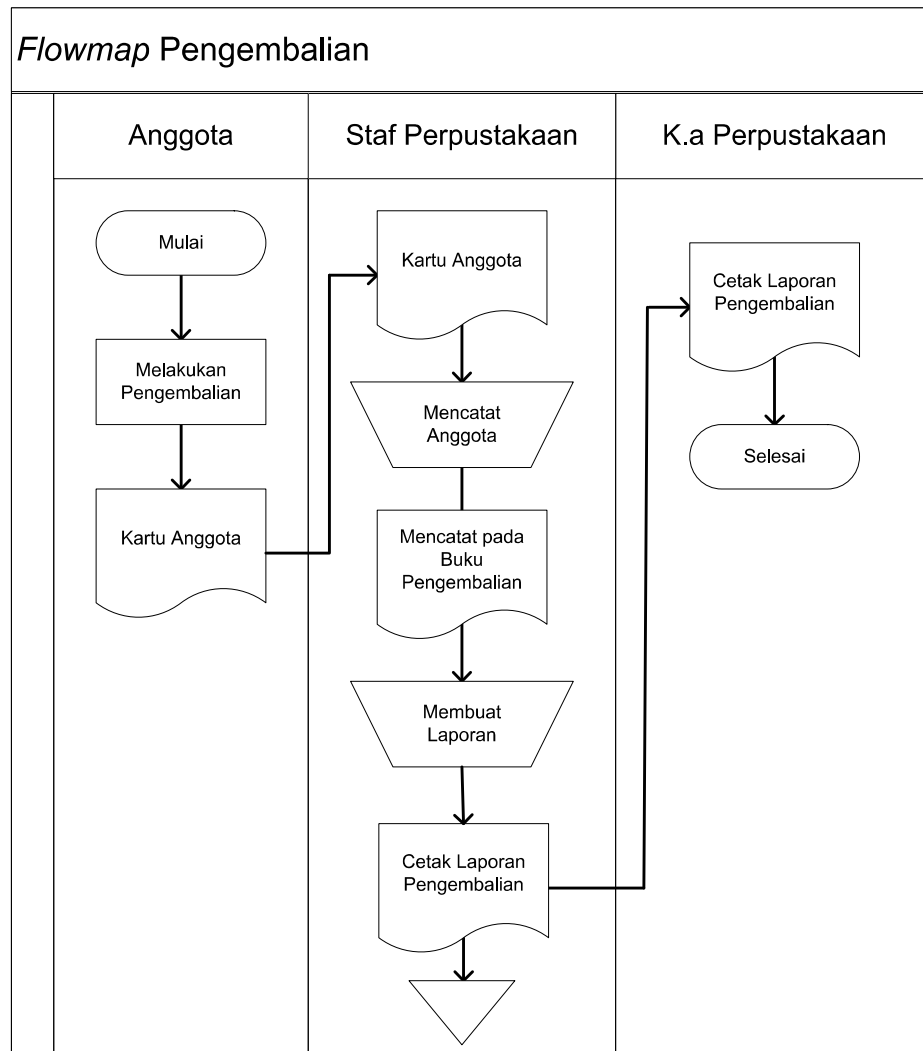 Flowmap Pengembalian
Anggota
Staf Perpustakaan
K.a Perpustakaan
Mulai
Melakukan
Pengembalian
Kartu Anggota
Kartu Anggota
Mencatat
Anggota
Mencatat pada
Buku
Pengembalian
Membuat
Laporan
Cetak Laporan
Pengembalian
Cetak Laporan
Pengembalian
Selesai